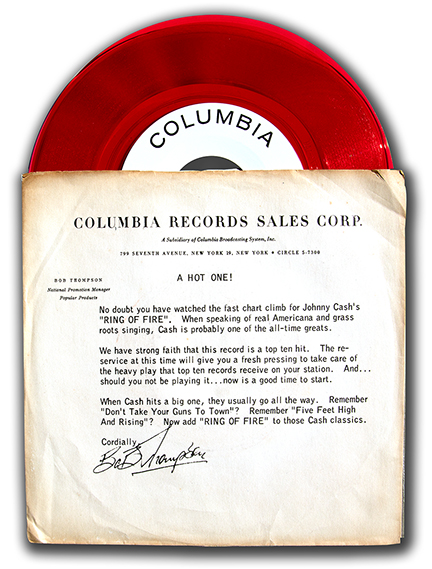 COLUMBIA
COLUMBIA RECORDS SALES CORP.
A Subsidiary of Columbia Broadcasting System, Inc.
799 SEVENTH AVENUE, NEW YORK 19, NEW YORK • CIRCLE 5-7300
BOB THOMPSON
National Promotion Manager
Popular Products
A HOT ONE!
No doubt you have watched the fast chart climb for Johnny Cash's
"RING OF FIRE". When speaking of real Americana and grass
roots singing, Cash is probably one of the all-time greats.
We have strong faith that this record is a top ten hit. The re-
service at this time will give you a fresh pressing to take care of
the heavy play that top ten records receive on your station. And...
should you not be playing it...now is a good time to start.
When Cash hits a big one, they usually go all the way. Remember
"Don't Take Your Guns To Town"? Remember "Five Feet High
And Rising"? Now add "RING OF FIRE" to those Cash classics.
Cordially,
Bob Thompson